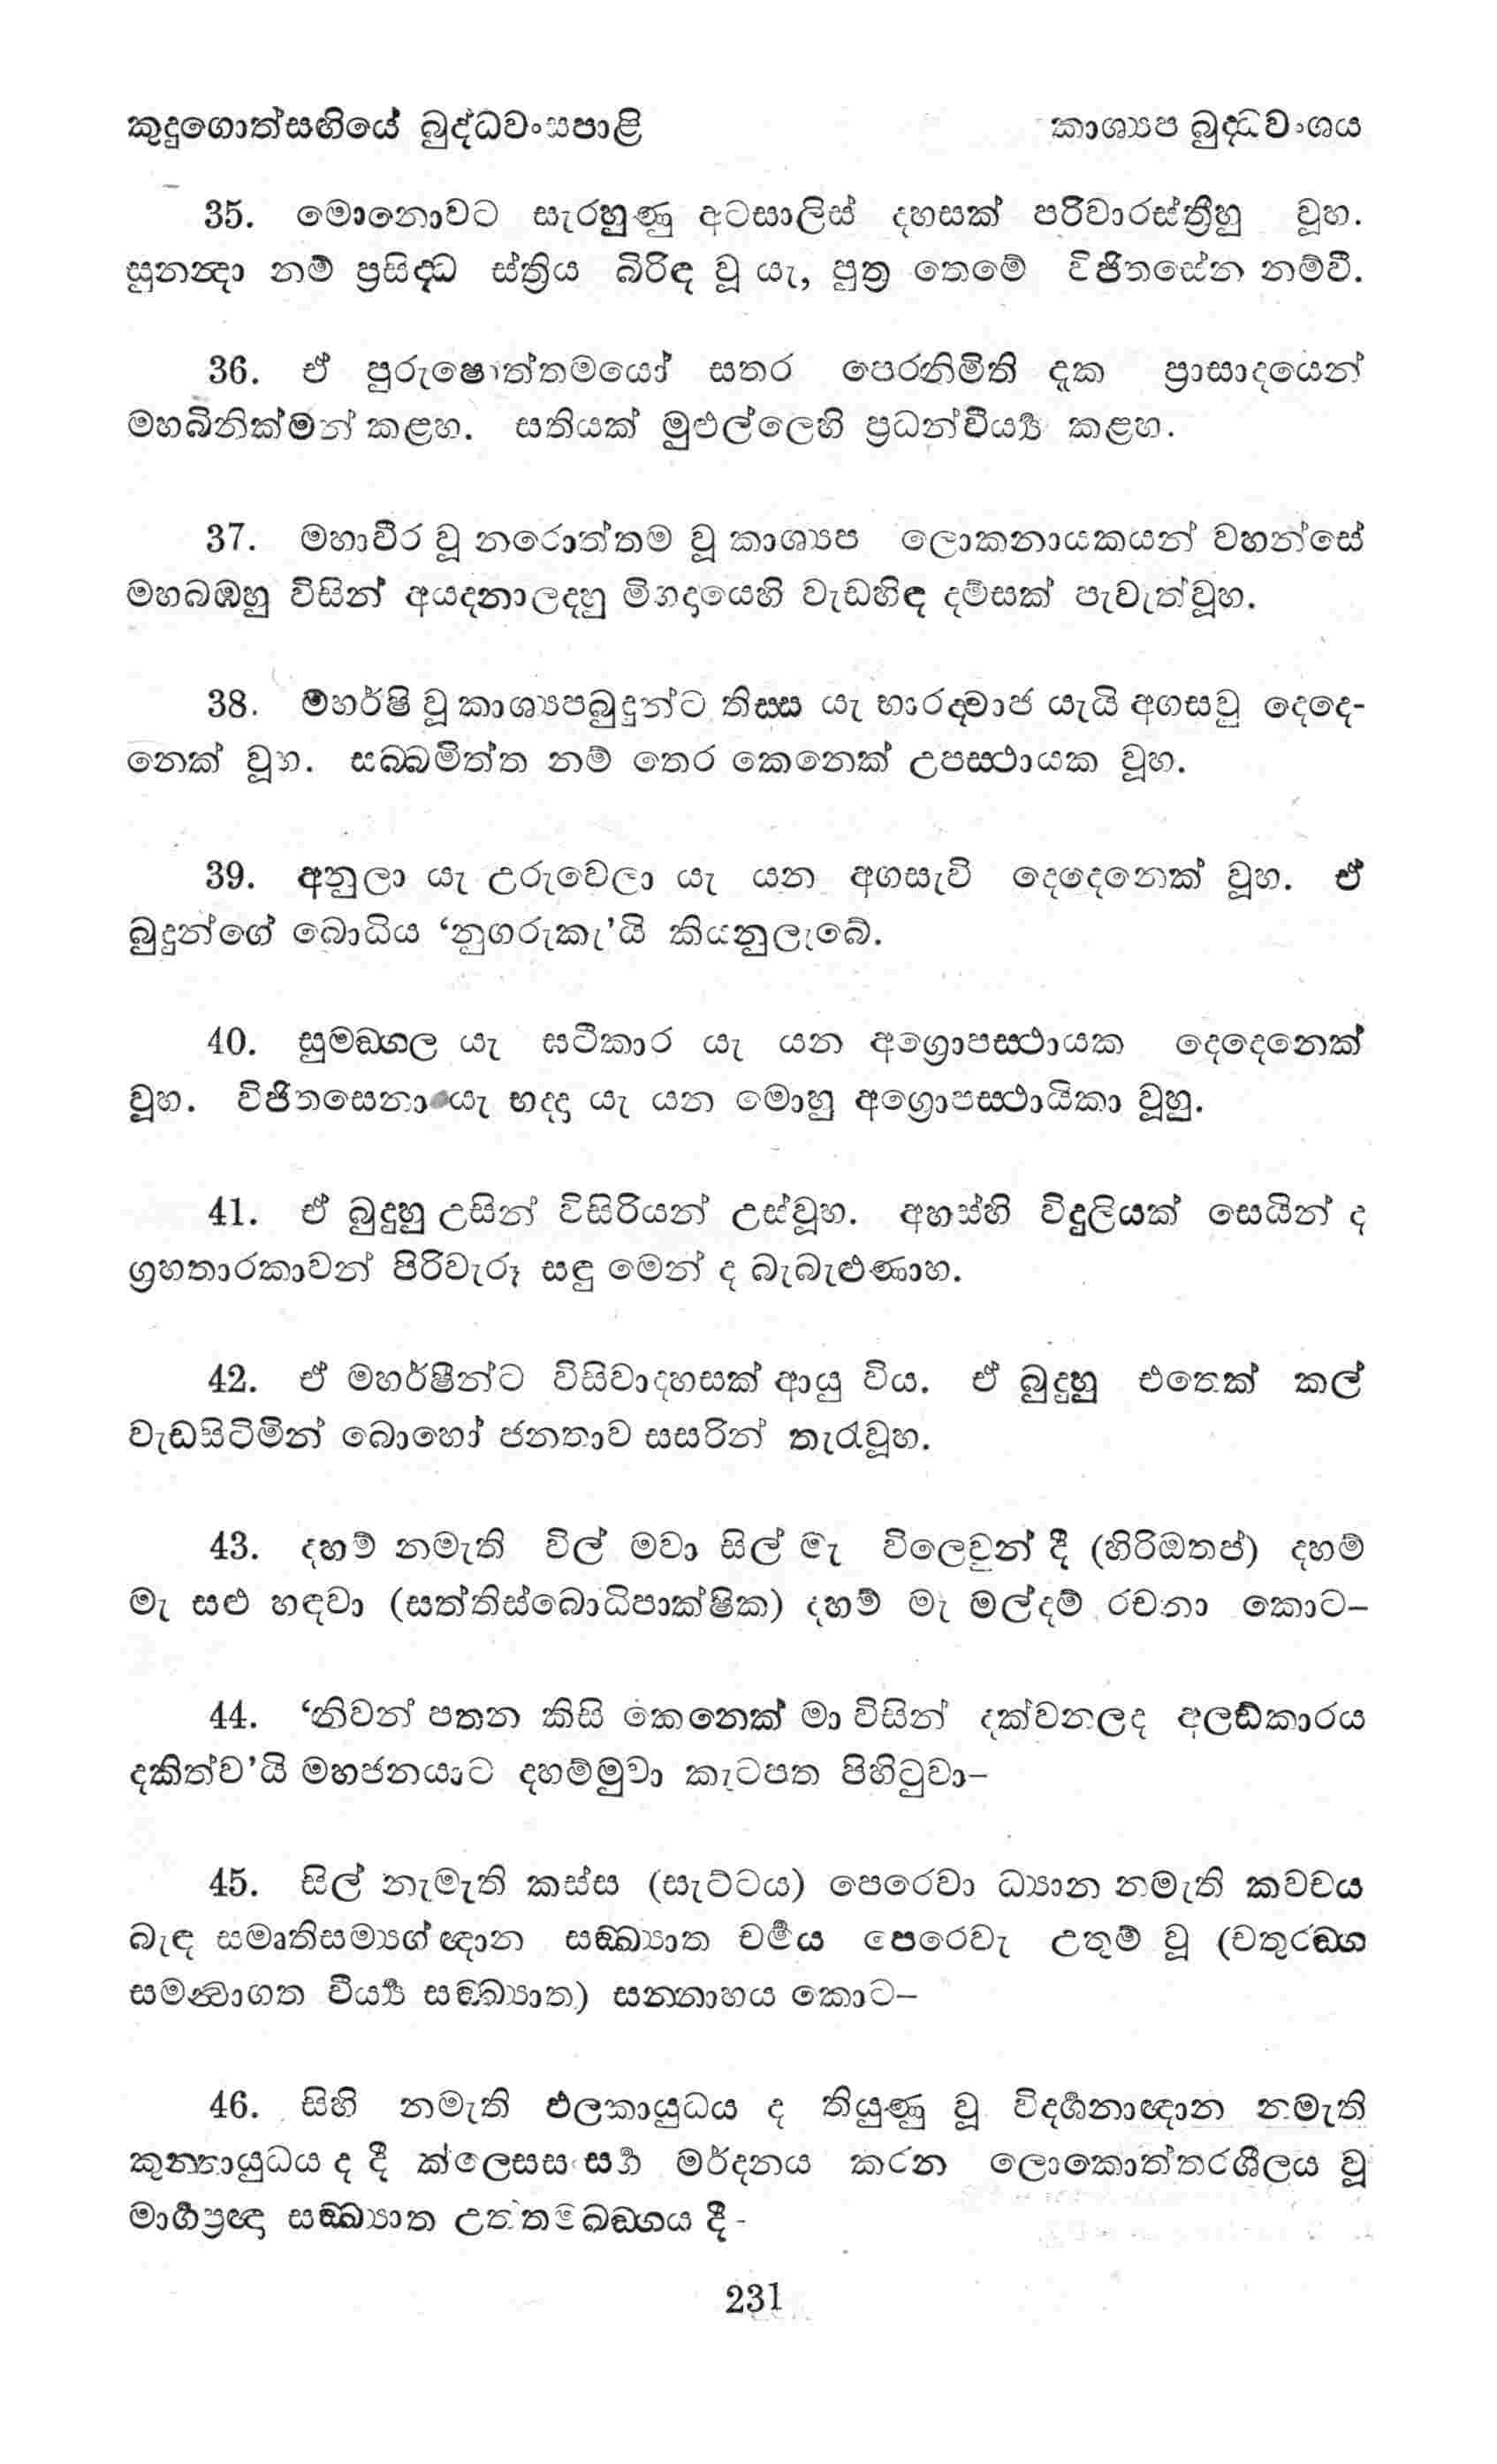 කුදුගොත්සඟියේ බුද්ධවංසපාළි කාශ්‍යප බුද්ධවංශය
35. මොනොවට සැරහුණු අටසාලිස් දහසක් පරිවාරස්ත්‍රීහු වූහ.
සුනන්‍දා නම් ප්‍රසිද්ධ ස්ත්‍රිය බිරිඳ වූ යැ, පුත්‍ර තෙමේ විජිතසේන නම්වී.
36. ඒ පුරුෂොත්තමයෝ සතර පෙරනිමිති දැක ප්‍රාසාදයෙන්
මහබිනික්මන් කළහ. සතියක් මුළුල්ලෙහි ප්‍රධන්වීර්‍ය්‍ය කළහ.
37. මහාවීර වූ නරොත්තම වූ කාශ්‍යප ලොකනායකයන් වහන්සේ
මහබඹහු විසින් අයදනාලදහු මිගදායෙහි වැඩහිඳ දම්සක් පැවැත්වූහ.
38. මහර්ෂි වූ කාශ්‍යපබුදුන්ට තිස්ස යැ භාරද්වාජ යැයි අගසවු දෙදෙ-
නෙක් වූහ. සබ්බමිත්ත නම් තෙර කෙනෙක් උපස්ථායක වූහ.
39. අනුලා යැ උරුවෙලා යැ යන අගසැවි දෙදෙනෙක් වූහ. ඒ
බුදුන්ගේ බොධිය ‘නුගරුකැ’යි කියනුලැබේ.
40. සුමඞ්ගල යැ ඝටීකාර යැ යන අග්‍රොපස්ථායක දෙදෙනෙක්
වූහ. විජිතසෙනා යැ භද්දා යැ යන මොහු අග්‍රොපස්ථායිකා වූහු.
41. ඒ බුදුහු උසින් විසිරියන් උස්වූහ. අහස්හි විදුලියක් සෙයින් ද
ග්‍රහතාරකාවන් පිරිවැරූ සඳු මෙන් ද බැබැළුණාහ.
42. ඒ මහර්ෂීන්ට විසිවාදහසක් ආයු විය. ඒ බුදුහු එතෙක් කල්
වැඩසිටිමින් බොහෝ ජනතාව සසරින් තැරැවූහ.
43. දහම් නමැති විල් මවා සිල් මැ විලෙවුන් දී (හිරිඔතප්) දහම්
මැ සළු හඳවා (සත්තිස්බොධිපාක්ෂික) දහම් මැ මල්දම් රචනා කොට–
44. ‘නිවන් පතන කිසි කෙනෙක් මා විසින් දක්වනලද අලඞ්කාරය
දකිත්ව’යි මහජනයාට දහම්මුවා කැටපත පිහිටුවා–
45. සිල් නැමැති කස්ස (සැට්ටය) පෙරෙවා ධ්‍යාන නමැති කවචය
බැඳ සමෘතිසම්‍යග් ඥාන සඞ්ඛ්‍යාත චර්මය පෙරෙවැ උතුම් වූ (චතුරඞ්ග
සමන්‍වාගත වීර්‍ය්‍ය සඞ්ඛ්‍යාත) සන්නාහය කොට–
46. සිහි නමැති ඵලකායුධය ද තියුණු වූ විදර්ශනාඥාන නමැති
කුන්තායුධය ද දී ක්ලෙසසංසර්‍ග මර්දනය කරන ලොකොත්තරශීලය වූ
මාර්ගප්‍රඥා සඞ්ඛ්‍යාත උත්තමඛඞ්ගය දී -
231